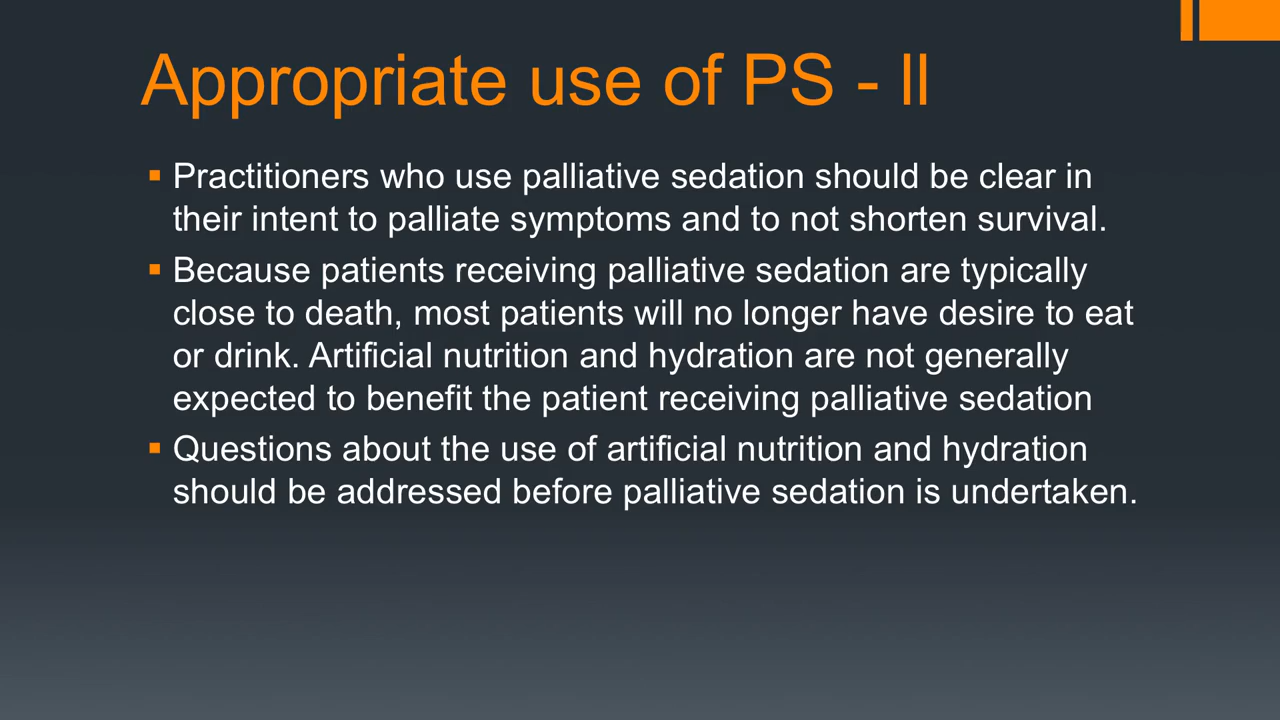 Appropriate use of PS - ll
Practitioners who use palliative sedation should be clear in
their intent to palliate symptoms and to not shorten survival.
Because patients receiving palliative sedation are typically
close to death, most patients will no longer have desire to eat
or drink. Artificial nutrition and hydration are not generally
expected to benefit the patient receiving palliative sedation
Questions about the use of artificial nutrition and hydration
should be addressed before palliative sedation is undertaken.